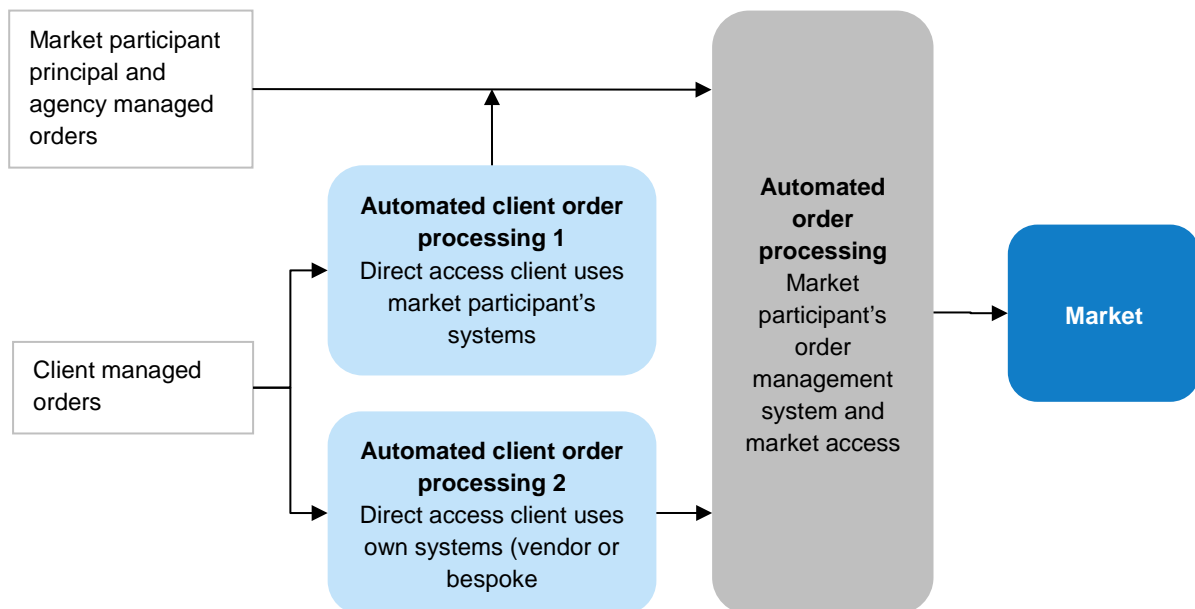 Market participant
principal and
agency managed
orders
Automated client order
processing 1
Direct access client uses
market participant’s
systems
Client managed
orders
Automated client order
processing 2
Direct access client uses
own systems (vendor or
bespoke
Automated
order
processing
Market
participant’s
order
management
system and
market access
Market